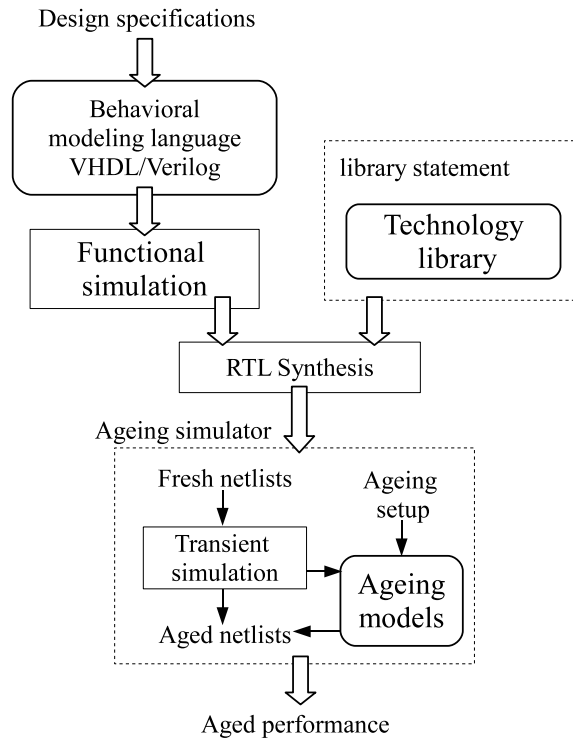 Design specifications
Behavioral
modeling language
VHDL/Verilog
library statement
Technology
library
Functional
simulation
RTL Synthesis
Ageing simulator
Fresh netlists
Ageing
setup
Transient
simulation
Ageing
models
Aged netlists
Aged performance